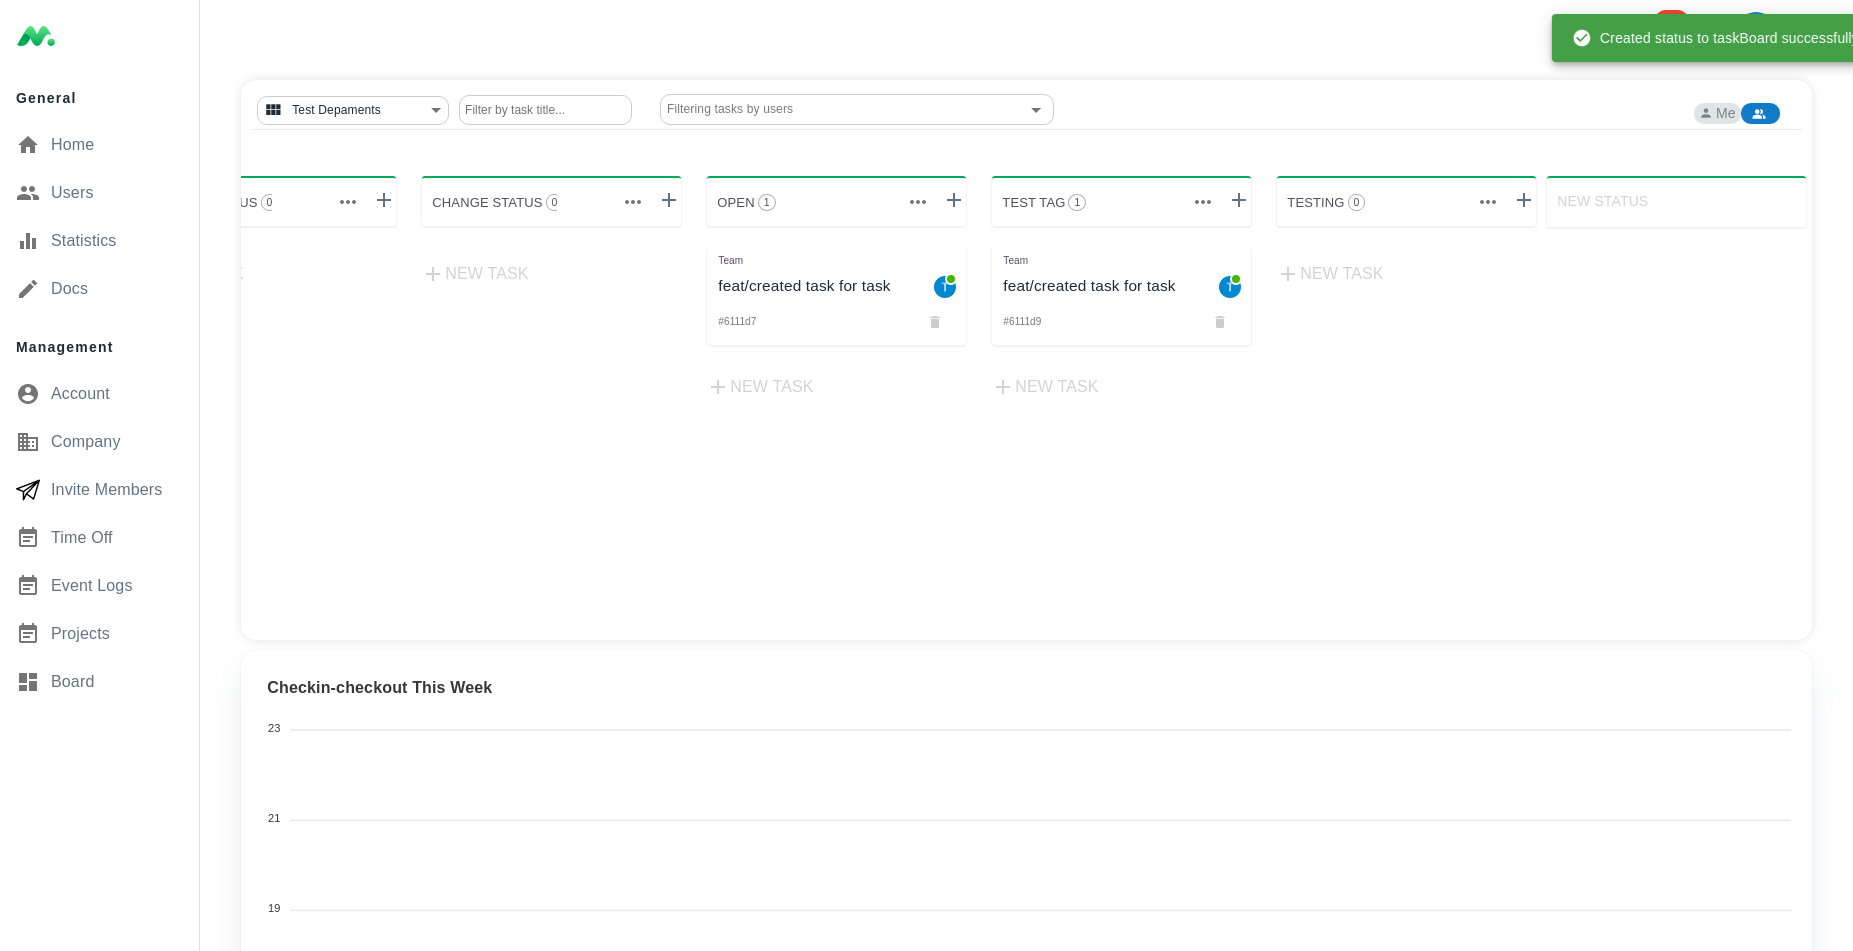 Created status to taskBoard successfully
General
Home
Users
Statistics
Docs
Management
Account
Company
Invite Members
Time Off
Event Logs
Projects
Board
Test Depaments
Filter by task title...
Filtering tasks by users
Me
US 0
CHANGE STATUS 0
OPEN 1
TEST TAG 1
TESTING 0
NEW STATUS
NEW TASK
Team
feat/created task for task
T
#6111d7
NEW TASK
Team
feat/created task for task
T
#6111d9
NEW TASK
NEW TASK
Checkin-checkout This Week
23
21
19